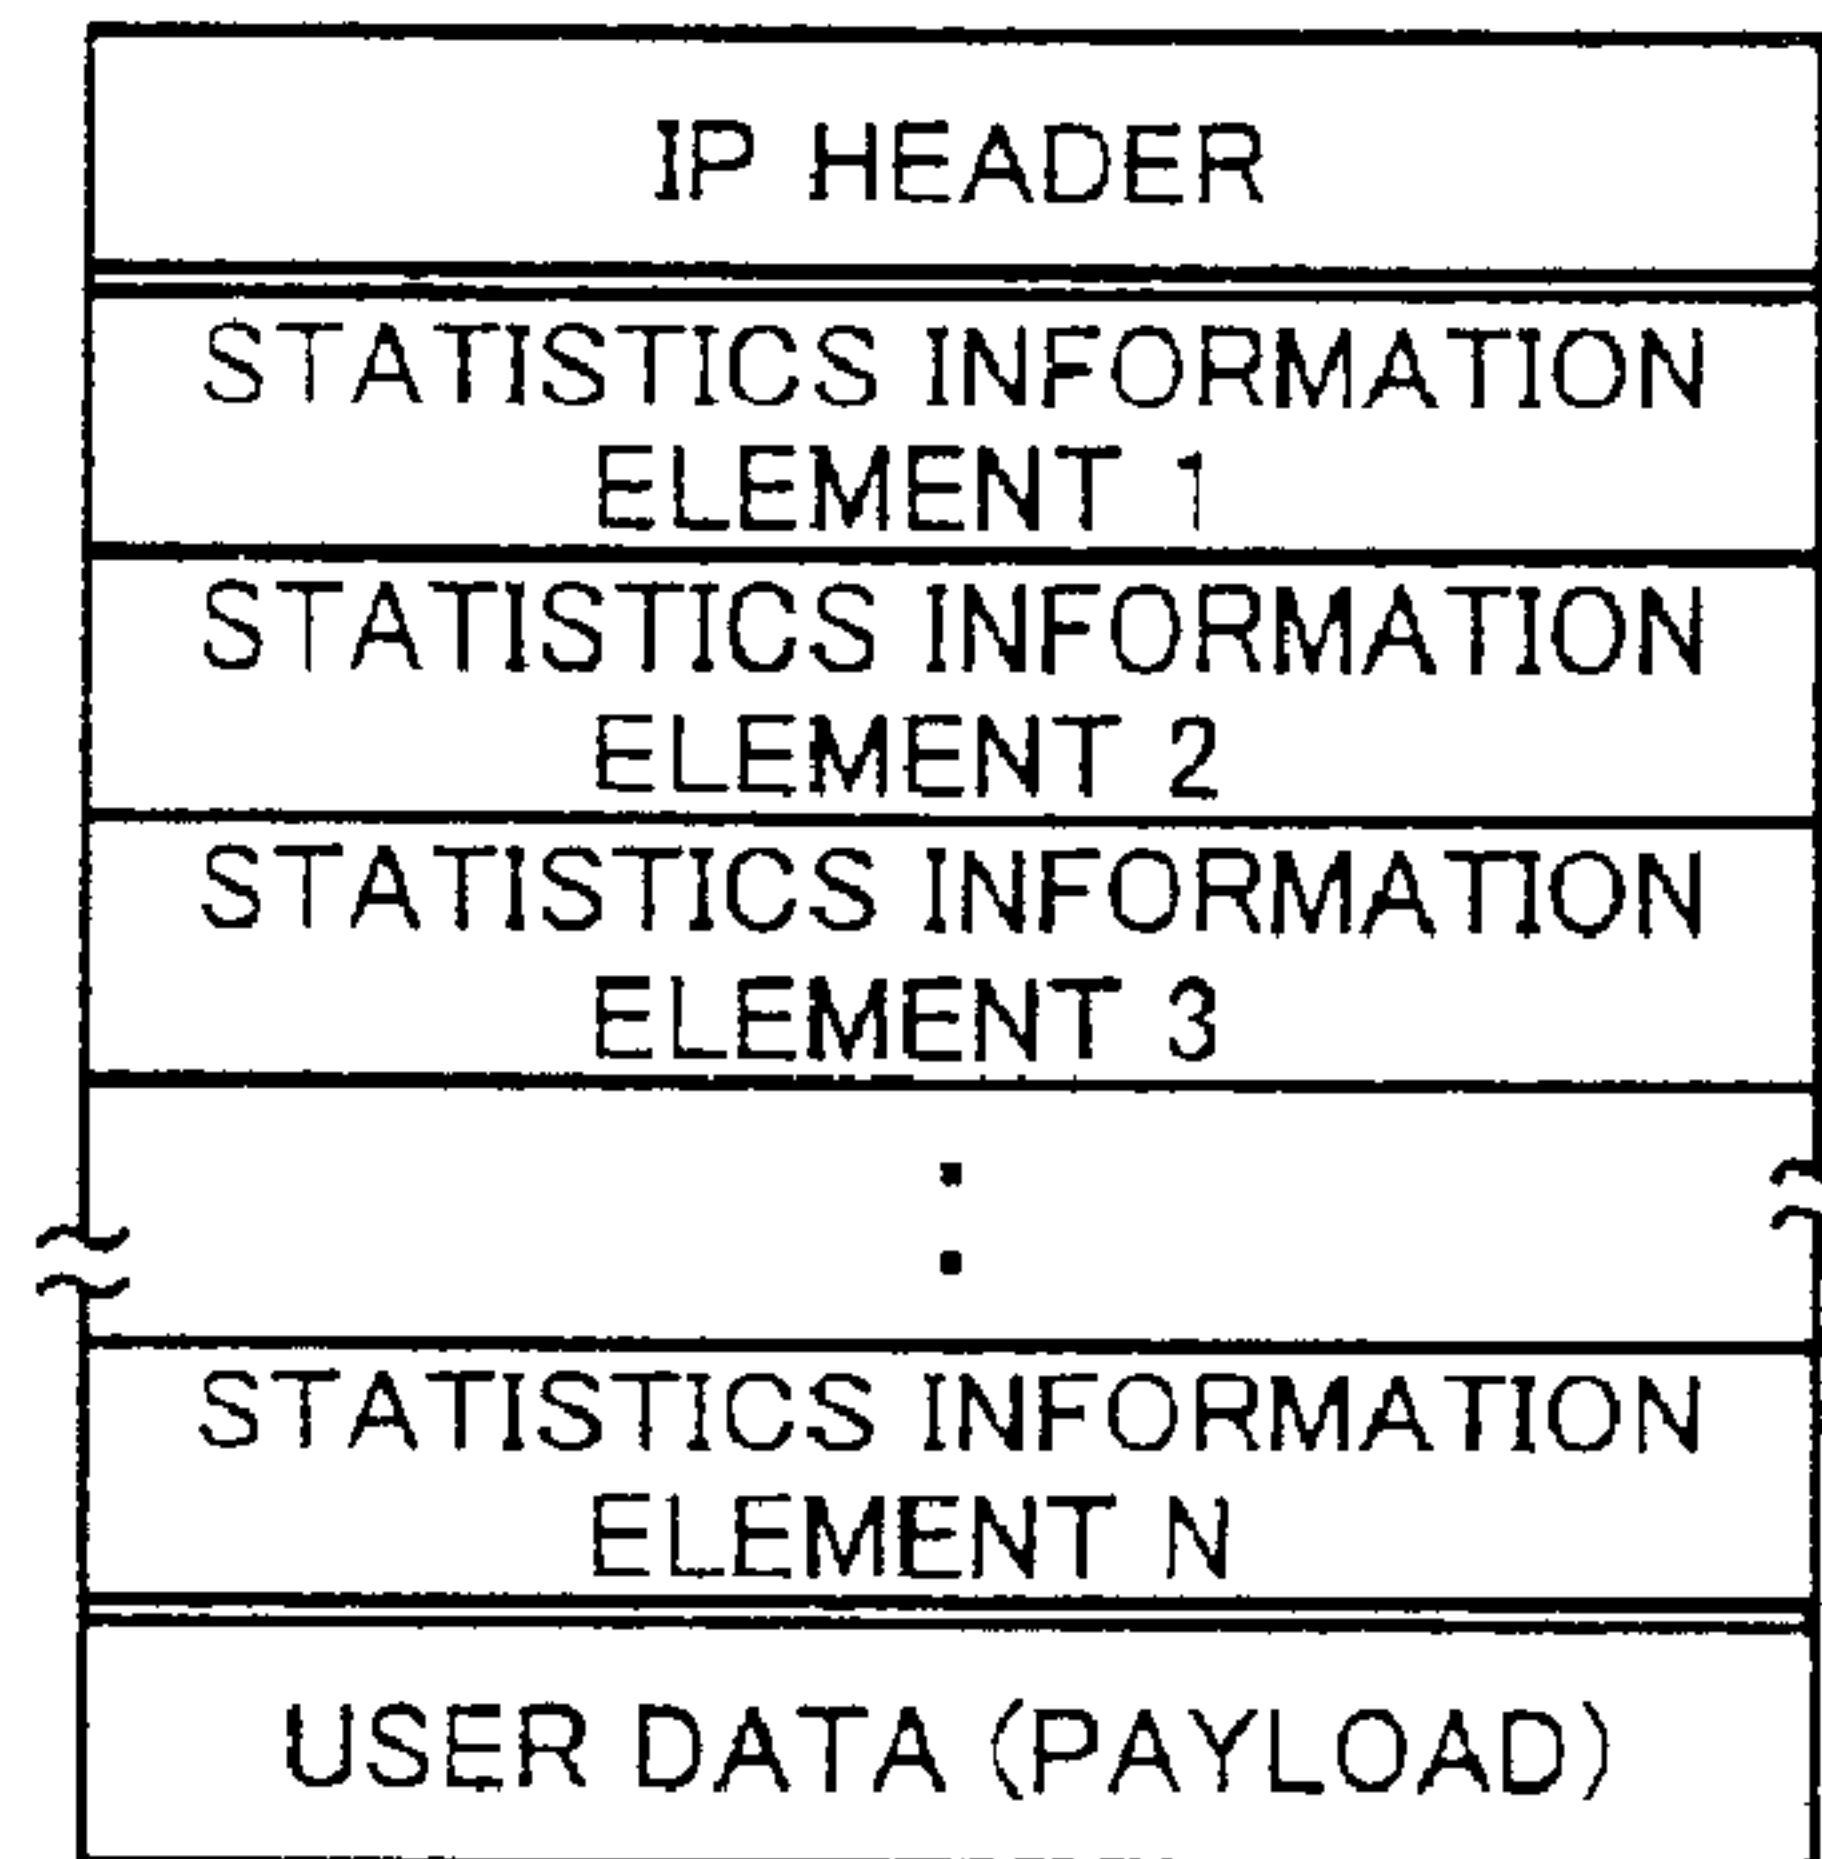 IP HEADER
STATISTICS INFORMATION
ELEMENT 1
STATISTICS INFORMATION
ELEMENT 2
STATISTICS INFORMATION
ELEMENT 3
:
STATISTICS INFORMATION
ELEMENT N
USER DATA (PAYLOAD)